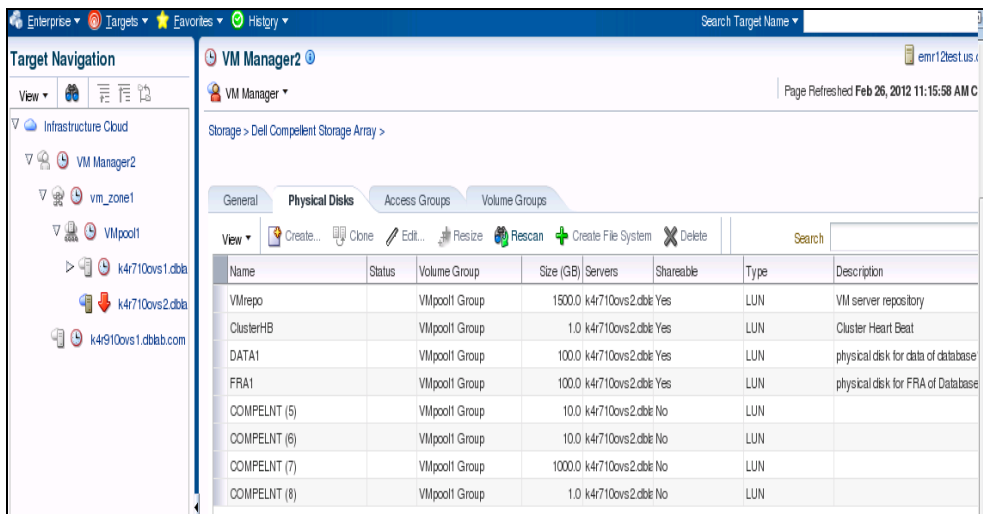 Enterprise Targets Favorites History Search Target Name
Target Navigation
View
Infrastructure Cloud
VM Manager2
vm_zone1
VMpool1
k4r710ovs1.dbla
k4r710ovs2.dbla
k4r910ovs1.dblab.com
VM Manager2
emr12test.us.c
VM Manager
Page Refreshed Feb 26, 2012 11:15:58 AM C
Storage > Dell Compellent Storage Array >
General Physical Disks Access Groups Volume Groups
View Create... Clone Edit... Resize Rescan Create File System Delete Search
Name Status Volume Group Size (GB) Servers Shareable Type Description
VMrepo VMpool1 Group 1500.0 k4r710ovs2.dbla Yes LUN VM server repository
ClusterHB VMpool1 Group 1.0 k4r710ovs2.dbla Yes LUN Cluster Heart Beat
DATA1 VMpool1 Group 100.0 k4r710ovs2.dbla Yes LUN physical disk for data of database
FRA1 VMpool1 Group 100.0 k4r710ovs2.dbla Yes LUN physical disk for FRA of Database
COMPELNT (5) VMpool1 Group 10.0 k4r710ovs2.dbla No LUN
COMPELNT (6) VMpool1 Group 10.0 k4r710ovs2.dbla No LUN
COMPELNT (7) VMpool1 Group 1000.0 k4r710ovs2.dbla No LUN
COMPELNT (8) VMpool1 Group 1.0 k4r710ovs2.dbla No LUN